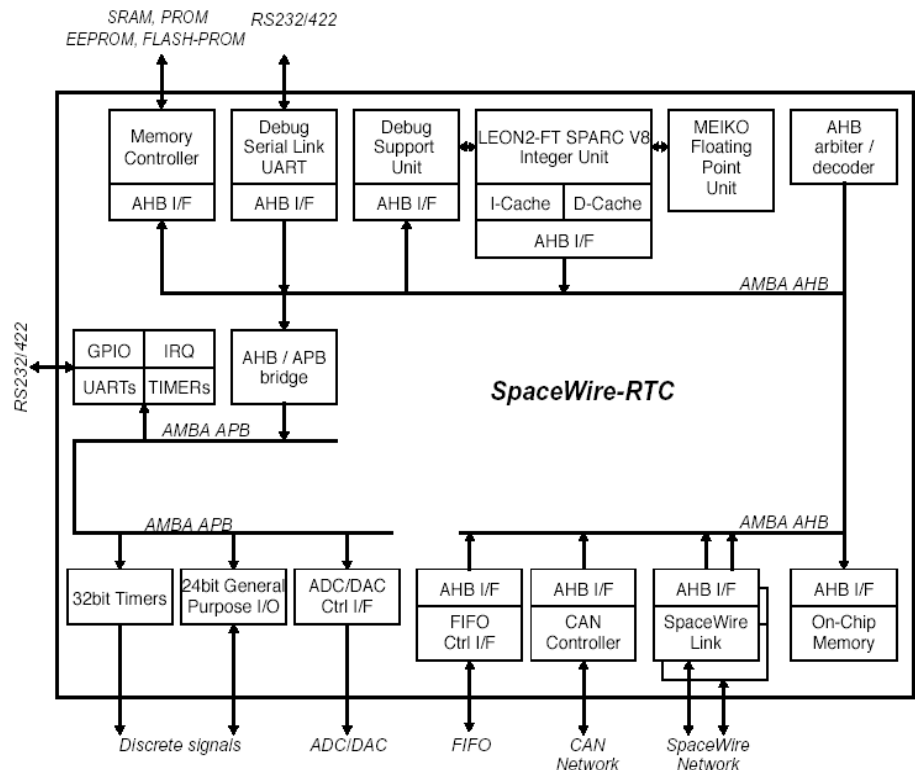 SRAM, PROM
EEPROM, FLASH-PROM
RS232/422
Memory
Controller
AHB I/F
Debug
Serial Link
UART
AHB I/F
Debug
Support
Unit
AHB I/F
LEON2-FT SPARC V8
Integer Unit
I-Cache
D-Cache
AHB I/F
MEIKO
Floating
Point
Unit
AHB
arbiter /
decoder
AMBA AHB
RS232/422
GPIO
IRQ
UARTs
TIMERs
AHB / APB
bridge
SpaceWire-RTC
AMBA APB
AMBA APB
AMBA AHB
32bit Timers
24bit General
Purpose I/O
ADC/DAC
Ctrl I/F
AHB I/F
FIFO
Ctrl I/F
AHB I/F
CAN
Controller
AHB I/F
SpaceWire
Link
AHB I/F
On-Chip
Memory
Discrete signals
ADC/DAC
FIFO
CAN
Network
SpaceWire
Network